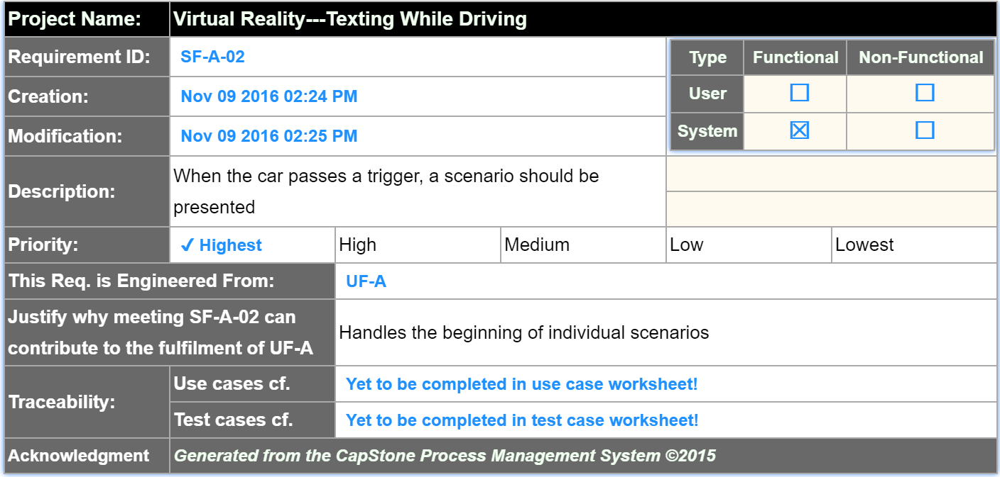 Project Name: Virtual Reality---Texting While Driving
Requirement ID: SF-A-02
Type Functional Non-Functional
Creation: Nov 09 2016 02:24 PM
User ☐ ☐
Modification: Nov 09 2016 02:25 PM
System ☒ ☐
Description: When the car passes a trigger, a scenario should be
presented
Priority: ✓ Highest High Medium Low Lowest
This Req. is Engineered From: UF-A
Justify why meeting SF-A-02 can
contribute to the fulfilment of UF-A
Handles the beginning of individual scenarios
Traceability:
Use cases cf. Yet to be completed in use case worksheet!
Test cases cf. Yet to be completed in test case worksheet!
Acknowledgment Generated from the CapStone Process Management System ©2015